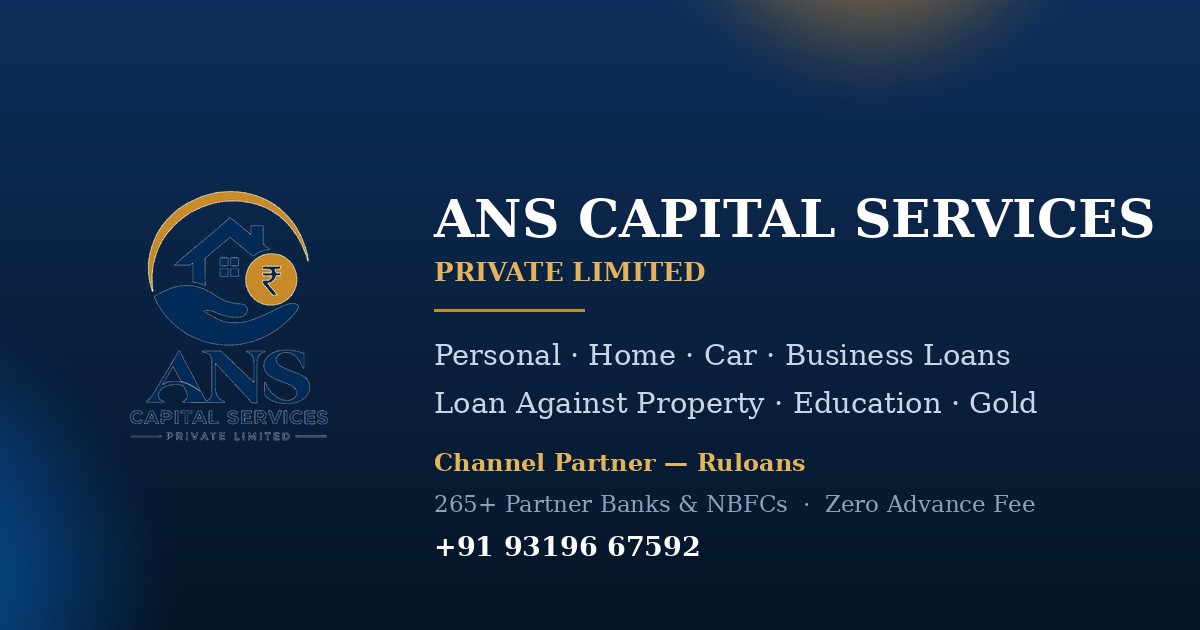 ₹
ANS
CAPITAL SERVICES
PRIVATE LIMITED
ANS CAPITAL SERVICES
PRIVATE LIMITED
Personal · Home · Car · Business Loans
Loan Against Property · Education · Gold
Channel Partner — Ruloans
265+ Partner Banks & NBFCs · Zero Advance Fee
+91 93196 67592